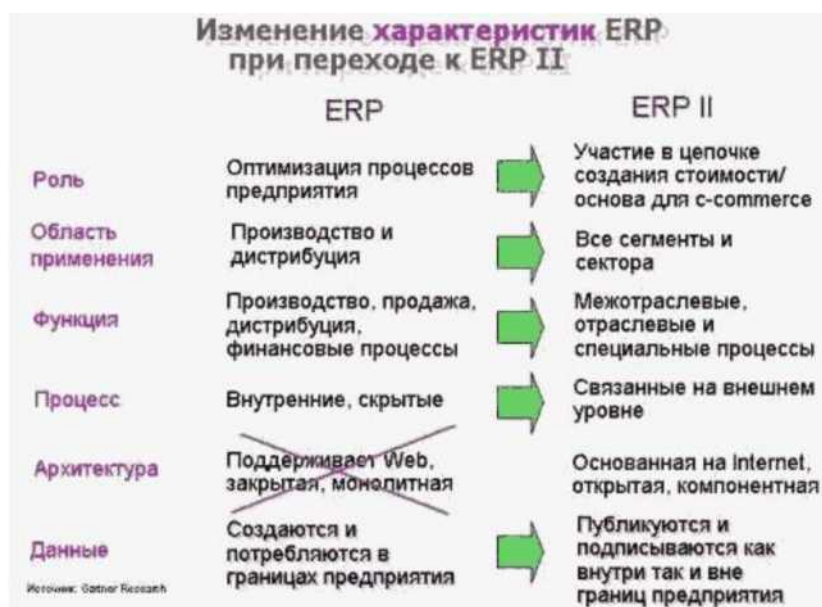 Изменение характеристик ERP
при переходе к ERP II
ERP
ERP II
Роль
Оптимизация процессов
предприятия
Участие в цепочке
создания стоимости/
основа для c-commerce
Область
применения
Производство и
дистрибуция
Все сегменты и
сектора
Функция
Производство, продажа,
дистрибуция,
финансовые процессы
Межотраслевые,
отраслевые и
специальные процессы
Процесс
Внутренние, скрытые
Связанные на внешнем
уровне
Архитектура
Поддерживает Web,
закрытая, монолитная
Основанная на Internet,
открытая, компонентная
Данные
Создаются и
потребляются в
границах предприятия
Публикуются и
подписываются как
внутри так и вне
границ предприятия
Источник: Gartner Research